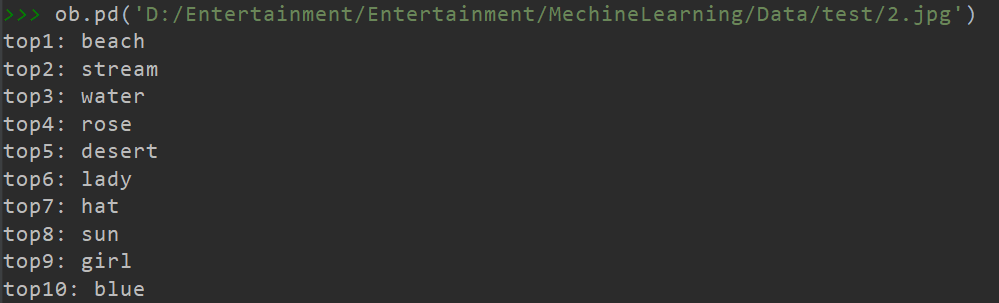 >>> ob.pd('D:/Entertainment/Entertainment/MechineLearning/Data/test/2.jpg')
top1: beach
top2: stream
top3: water
top4: rose
top5: desert
top6: lady
top7: hat
top8: sun
top9: girl
top10: blue